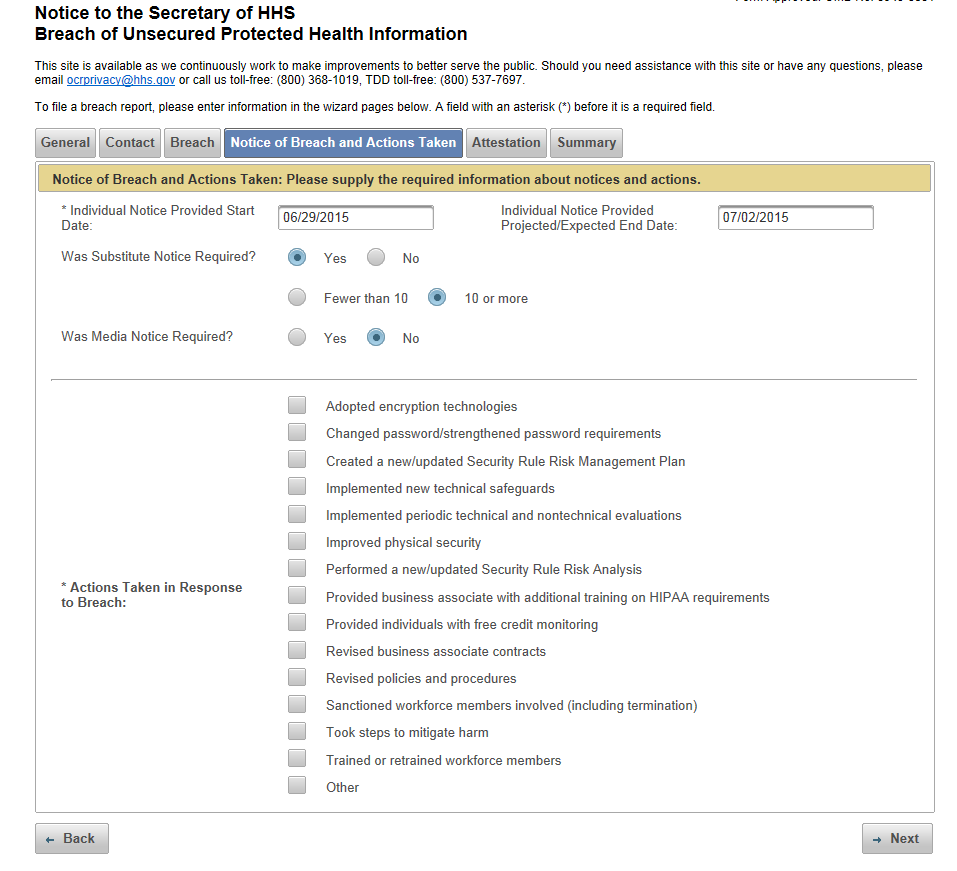 Notice to the Secretary of HHS
Breach of Unsecured Protected Health Information
This site is available as we continuously work to make improvements to better serve the public. Should you need assistance with this site or have any questions, please
email ocrprivacy@hhs.gov or call us toll-free: (800) 368-1019, TDD toll-free: (800) 537-7697.
To file a breach report, please enter information in the wizard pages below. A field with an asterisk (*) before it is a required field.
General Contact Breach Notice of Breach and Actions Taken Attestation Summary
Notice of Breach and Actions Taken: Please supply the required information about notices and actions.
* Individual Notice Provided Start
Date:
06/29/2015
Individual Notice Provided
Projected/Expected End Date:
07/02/2015
Was Substitute Notice Required? Yes No
Fewer than 10 10 or more
Was Media Notice Required? Yes No
* Actions Taken in Response
to Breach:
Adopted encryption technologies
Changed password/strengthened password requirements
Created a new/updated Security Rule Risk Management Plan
Implemented new technical safeguards
Implemented periodic technical and nontechnical evaluations
Improved physical security
Performed a new/updated Security Rule Risk Analysis
Provided business associate with additional training on HIPAA requirements
Provided individuals with free credit monitoring
Revised business associate contracts
Revised policies and procedures
Sanctioned workforce members involved (including termination)
Took steps to mitigate harm
Trained or retrained workforce members
Other
← Back → Next